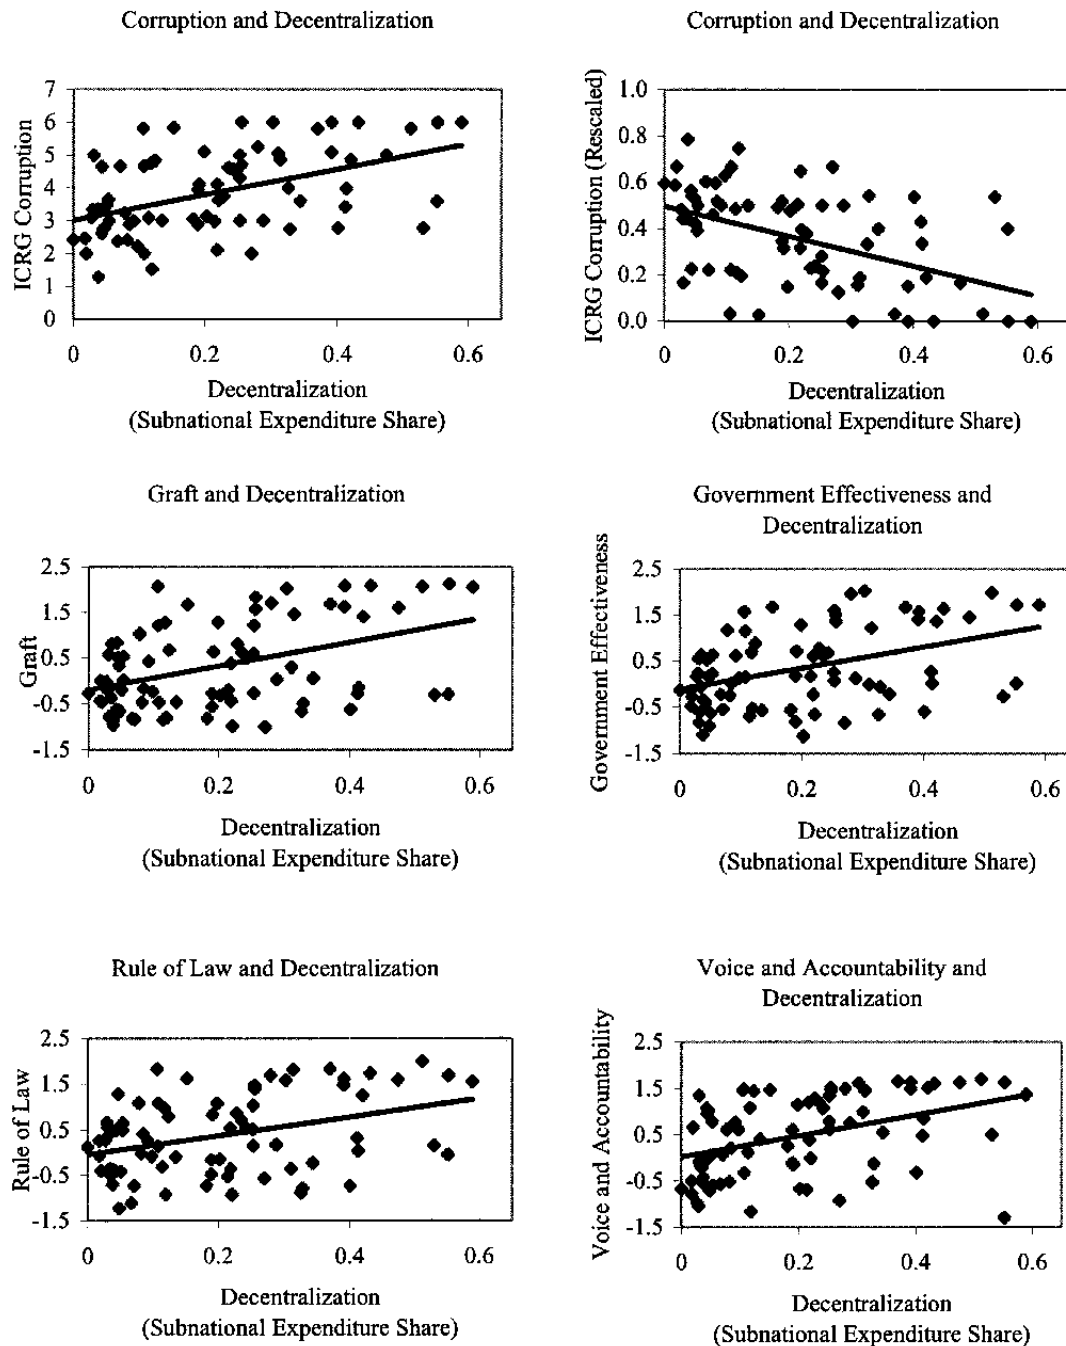 Corruption and Decentralization
ICRG Corruption
7
6
5
4
3
2
1
0
0
0.2
0.4
0.6
Decentralization
(Subnational Expenditure Share)
Corruption and Decentralization
ICRG Corruption (Rescaled)
1.0
0.8
0.6
0.4
0.2
0.0
0
0.2
0.4
0.6
Decentralization
(Subnational Expenditure Share)
Graft and Decentralization
Graft
2.5
1.5
0.5
-0.5
-1.5
0
0.2
0.4
0.6
Decentralization
(Subnational Expenditure Share)
Government Effectiveness and
Decentralization
Government Effectiveness
2.5
1.5
0.5
-0.5
-1.5
0
0.2
0.4
0.6
Decentralization
(Subnational Expenditure Share)
Rule of Law and Decentralization
Rule of Law
2.5
1.5
0.5
-0.5
-1.5
0
0.2
0.4
0.6
Decentralization
(Subnational Expenditure Share)
Voice and Accountability and
Decentralization
Voice and Accountability
2.5
1.5
0.5
-0.5
-1.5
0
0.2
0.4
0.6
Decentralization
(Subnational Expenditure Share)